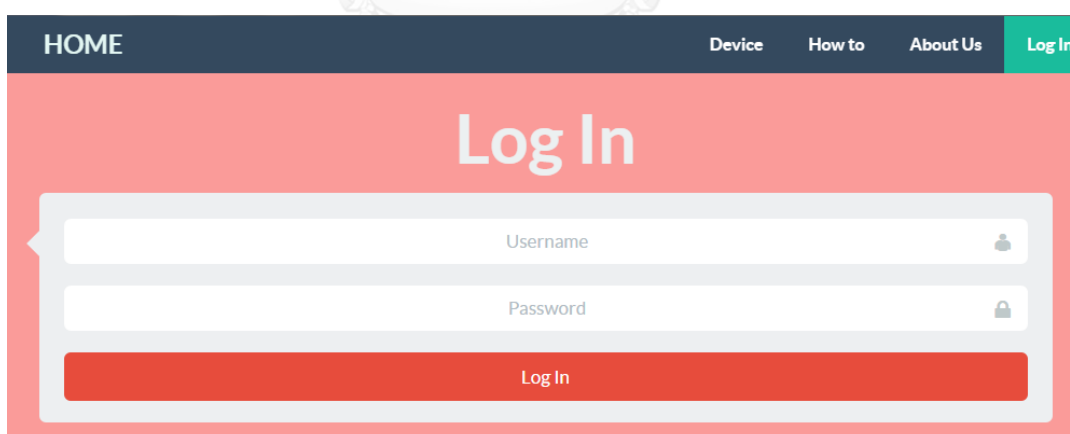 HOME Device How to About Us Log In
Log In
Username
Password
Log In